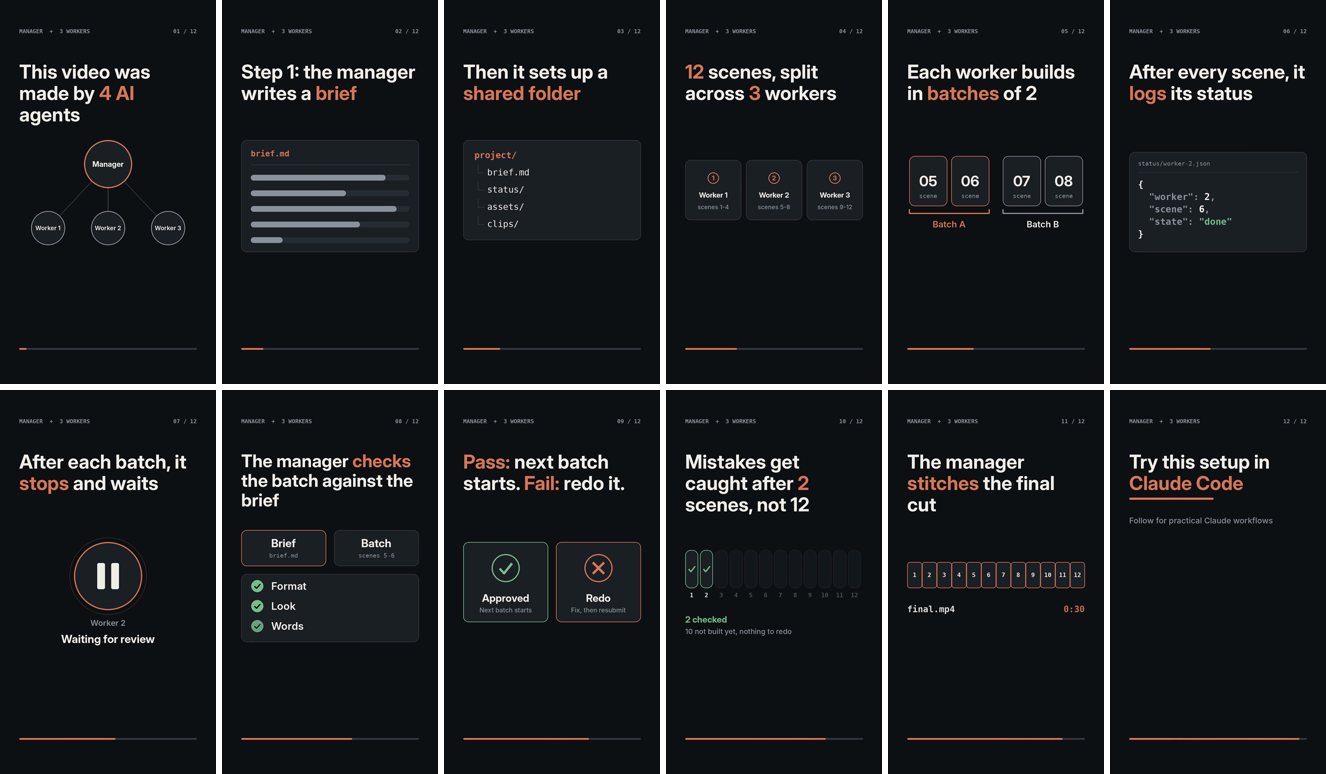 MANAGER + 3 WORKERS 01 / 12
This video was
made by 4 AI
agents
Manager
Worker 1 Worker 2 Worker 3
MANAGER + 3 WORKERS 02 / 12
Step 1: the manager
writes a brief
brief.md
MANAGER + 3 WORKERS 03 / 12
Then it sets up a
shared folder
project/
brief.md
status/
assets/
clips/
MANAGER + 3 WORKERS 04 / 12
12 scenes, split
across 3 workers
1 2 3
Worker 1 Worker 2 Worker 3
scenes 1-4 scenes 5-8 scenes 9-12
MANAGER + 3 WORKERS 05 / 12
Each worker builds
in batches of 2
05 06 07 08
scene scene scene scene
Batch A Batch B
MANAGER + 3 WORKERS 06 / 12
After every scene, it
logs its status
status/worker-2.json
{
"worker": 2,
"scene": 6,
"state": "done"
}
MANAGER + 3 WORKERS 07 / 12
After each batch, it
stops and waits
Worker 2
Waiting for review
MANAGER + 3 WORKERS 08 / 12
The manager checks
the batch against the
brief
Brief Batch
brief.md scenes 5-6
Format
Look
Words
MANAGER + 3 WORKERS 09 / 12
Pass: next batch
starts. Fail: redo it.
Approved Redo
Next batch starts Fix, then resubmit
MANAGER + 3 WORKERS 10 / 12
Mistakes get
caught after 2
scenes, not 12
1 2 3 4 5 6 7 8 9 10 11 12
2 checked
10 not built yet, nothing to redo
MANAGER + 3 WORKERS 11 / 12
The manager
stitches the final
cut
1 2 3 4 5 6 7 8 9 10 11 12
final.mp4 0:30
MANAGER + 3 WORKERS 12 / 12
Try this setup in
Claude Code
Follow for practical Claude workflows